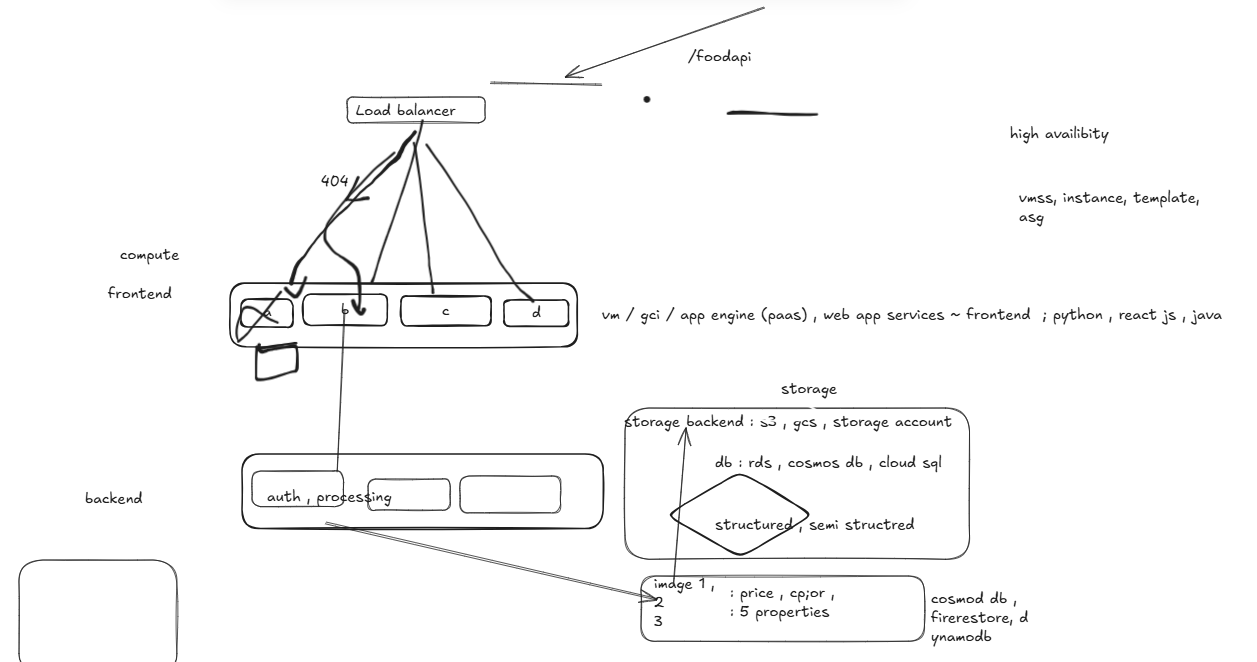 /foodapi
Load balancer
high availibity
404
vmss, instance, template,
asg
compute
frontend
a
b
c
d
vm / gci / app engine (paas) , web app services ~ frontend ; python , react js , java
storage
storage backend : s3 , gcs , storage account
db : rds , cosmos db , cloud sql
backend
auth , processing
structured , semi structred
image 1 ,
2
3
: price , cp;or ,
: 5 properties
cosmod db ,
firerestore, d
ynamodb